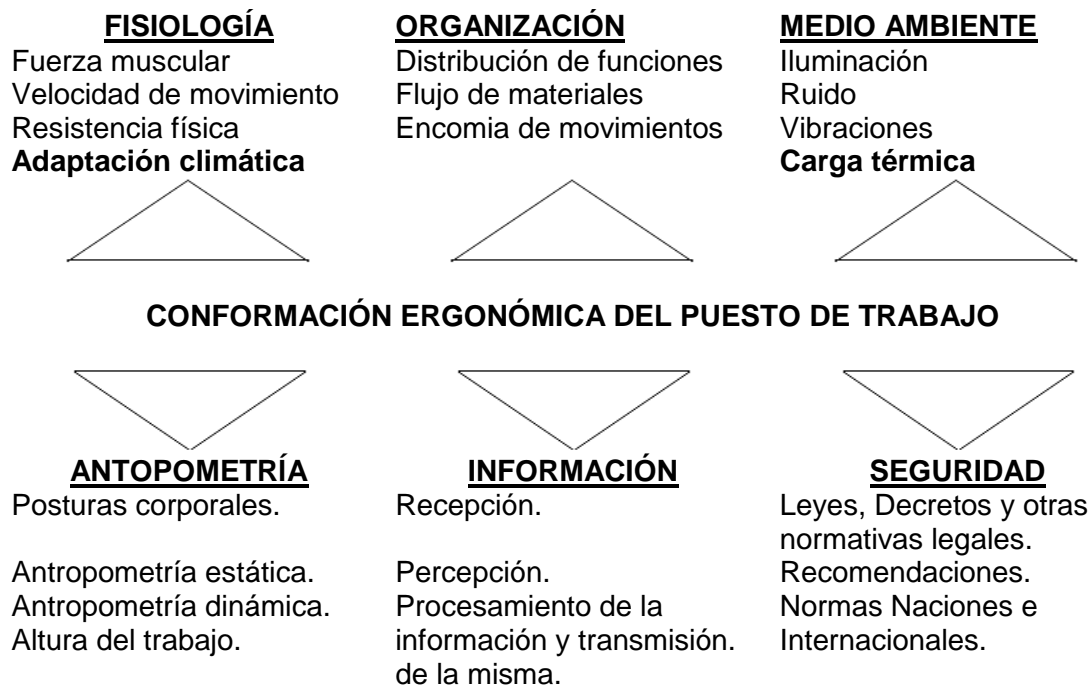 FISIOLOGÍA
Fuerza muscular
Velocidad de movimiento
Resistencia física
Adaptación climática
ORGANIZACIÓN
Distribución de funciones
Flujo de materiales
Encomia de movimientos
MEDIO AMBIENTE
Iluminación
Ruido
Vibraciones
Carga térmica
CONFORMACIÓN ERGONÓMICA DEL PUESTO DE TRABAJO
ANTOPOMETRÍA
Posturas corporales.
Antropometría estática.
Antropometría dinámica.
Altura del trabajo.
INFORMACIÓN
Recepción.
Percepción.
Procesamiento de la
información y transmisión.
de la misma.
SEGURIDAD
Leyes, Decretos y otras
normativas legales.
Recomendaciones.
Normas Naciones e
Internacionales.